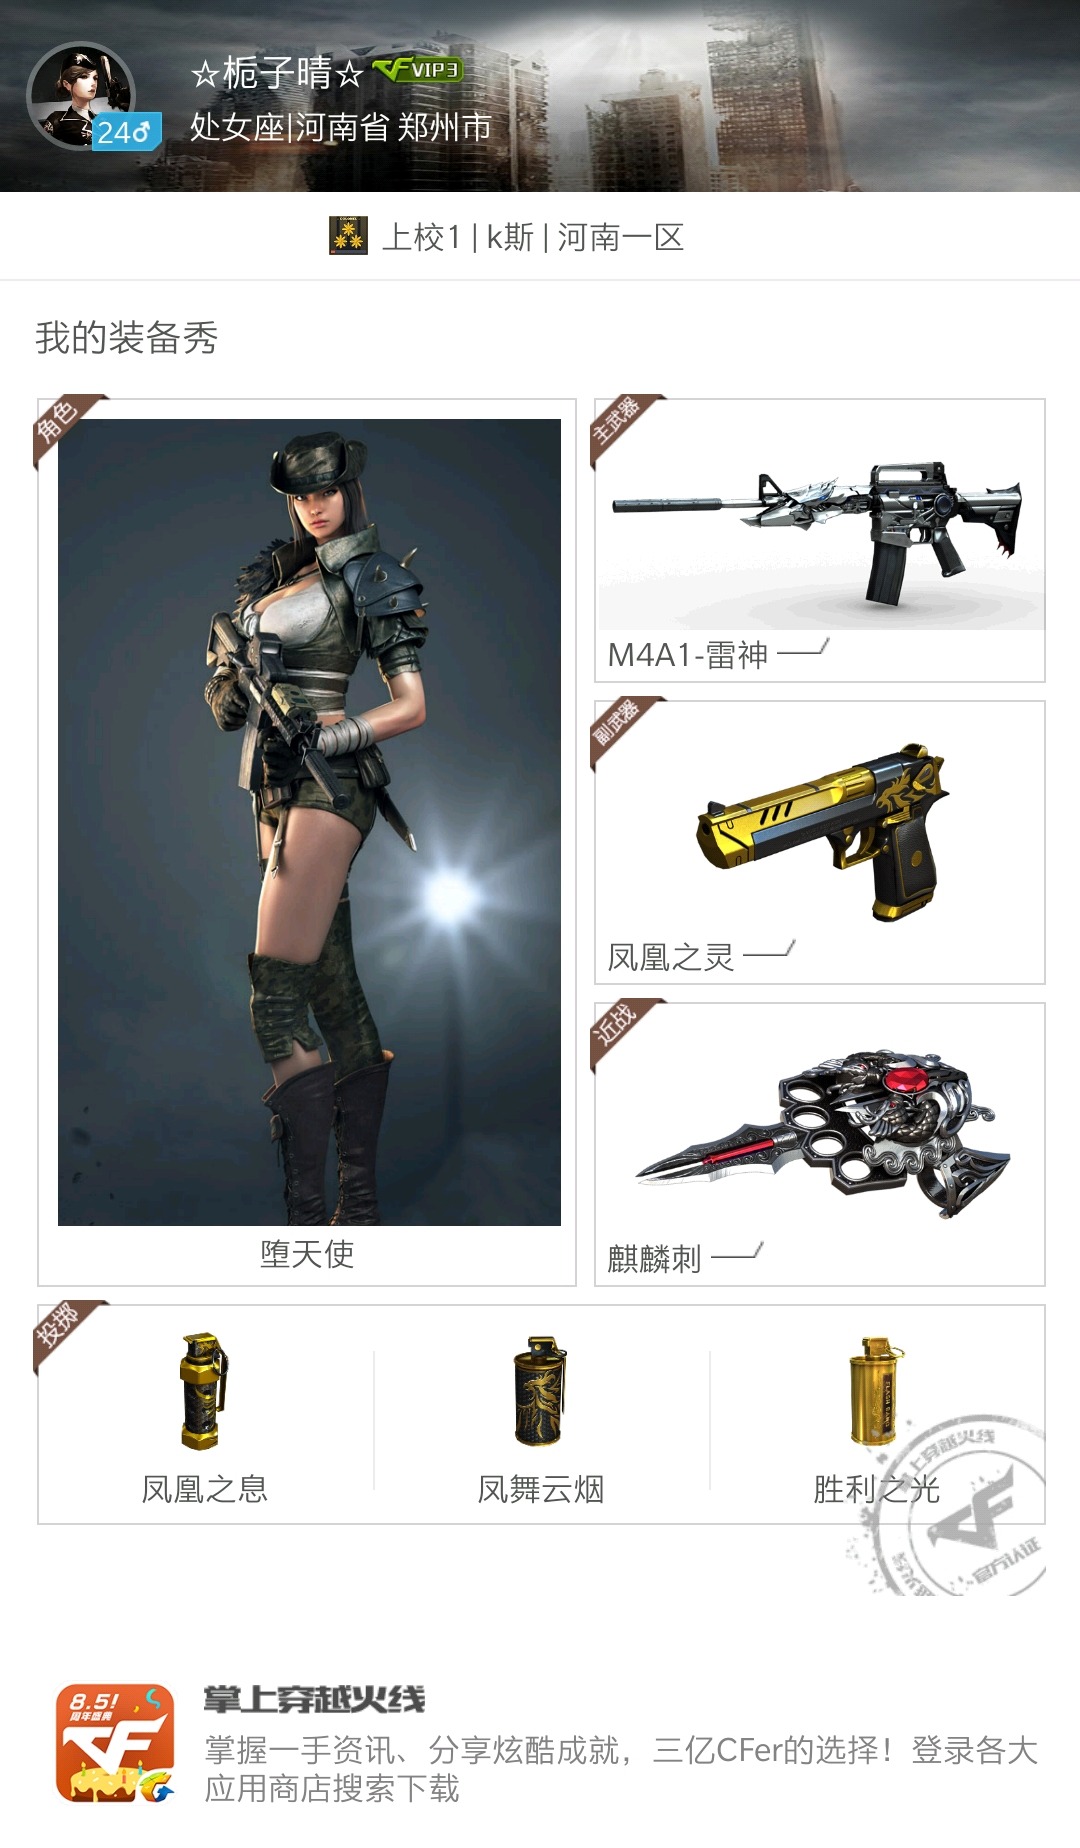 ☆栀子晴☆ VIP3
24♂
处女座|河南省 郑州市
COLONEL
上校1 | k斯 | 河南一区
我的装备秀
角色
主武器
M4A1-雷神
副武器
凤凰之灵
近战
堕天使
麒麟刺
投掷
FLASH BANG
凤凰之息
凤舞云烟
胜利之光
掌上穿越火线
CF
官方认证
8.5!
周年盛典
CF
掌上穿越火线
掌握一手资讯、分享炫酷成就，三亿CFer的选择！登录各大
应用商店搜索下载